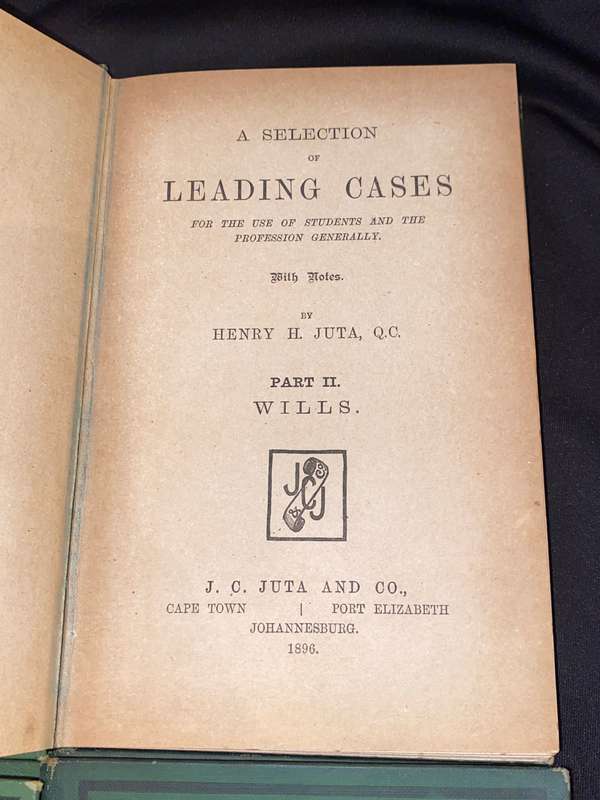 A SELECTION
OF
LEADING CASES
FOR THE USE OF STUDENTS AND THE
PROFESSION GENERALLY.
With Notes.
BY
HENRY H. JUTA, Q.C.
PART II.
WILLS.
J C & J
J. C. JUTA AND CO.,
CAPE TOWN | PORT ELIZABETH
JOHANNESBURG.
1896.